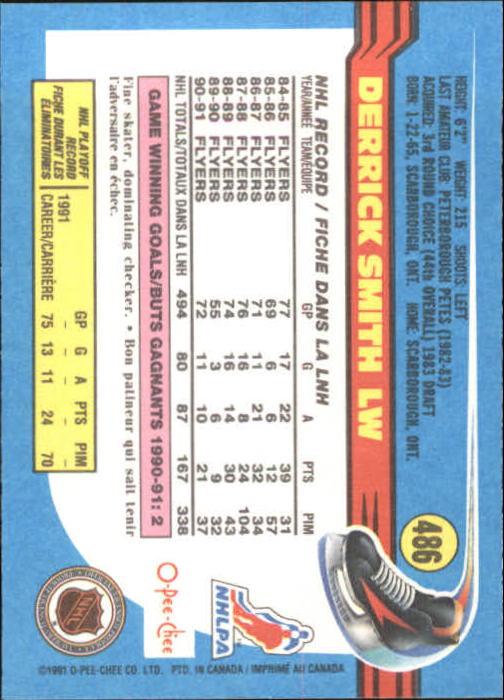 486
DERRICK SMITH LW
HEIGHT: 6'2" WEIGHT: 215 SHOOTS: LEFT
LAST AMATEUR CLUB: PETERBOROUGH PETES (1982-83)
ACQUIRED: 3rd ROUND CHOICE (44th OVERALL) 1983 DRAFT
BORN: 1-22-65, SCARBOROUGH, ONT. HOME: SCARBOROUGH, ONT.
NHL RECORD / FICHE DANS LA LNH
YEAR/ANNÉE TEAM/ÉQUIPE GP G A PTS PIM
84-85 FLYERS 77 17 22 39 31
85-86 FLYERS 69 6 6 12 57
86-87 FLYERS 71 11 21 32 34
87-88 FLYERS 76 16 8 24 104
88-89 FLYERS 74 16 14 30 43
89-90 FLYERS 55 3 6 9 32
90-91 FLYERS 72 11 10 21 37
NHL TOTALS/TOTAUX DANS LA LNH 494 80 87 167 338
GAME WINNING GOALS/BUTS GAGNANTS 1990-91: 2
Fine skater, dominating checker. • Bon patineur qui sait tenir
l'adversaire en échec.
NHL PLAYOFF
RECORD
FICHE DURANT LES
ÉLIMINATOIRES
GP G A PTS PIM
1991 - - - - -
CAREER/CARRIÈRE 75 13 11 24 70
NHLPA
O-Pee-Chee
NHL
©1991 O-PEE-CHEE CO. LTD. PTD. IN CANADA / IMPRIMÉ AU CANADA